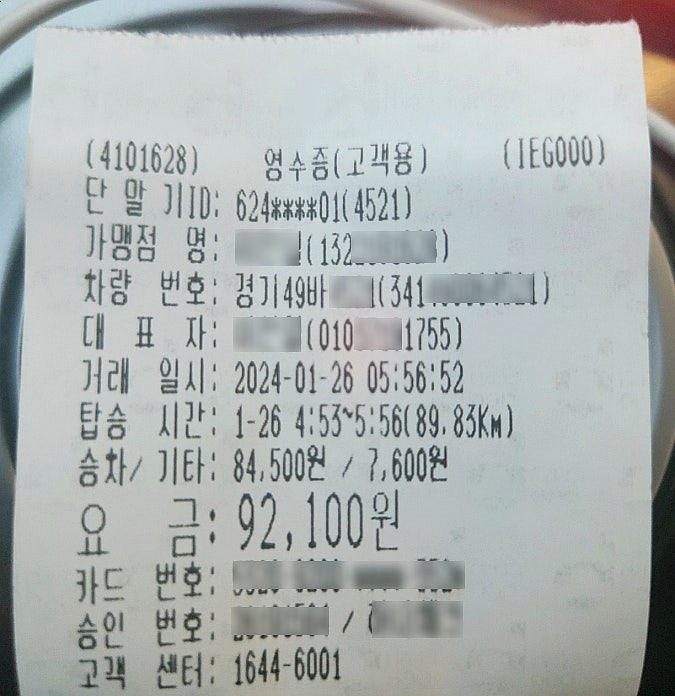 (4101628) 영수증(고객용) (IEG000)
단 말 기ID: 624****01(4521)
가맹점 명: (132 )
차량 번호: 경기49바 (341 )
대 표 자: (010 1755)
거래 일시: 2024-01-26 05:56:52
탑승 시간: 1-26 4:53~5:56(89.83Km)
승차/ 기타: 84,500원 / 7,600원
요 금: 92,100원
카드 번호:
승인 번호: /
고객 센터: 1644-6001